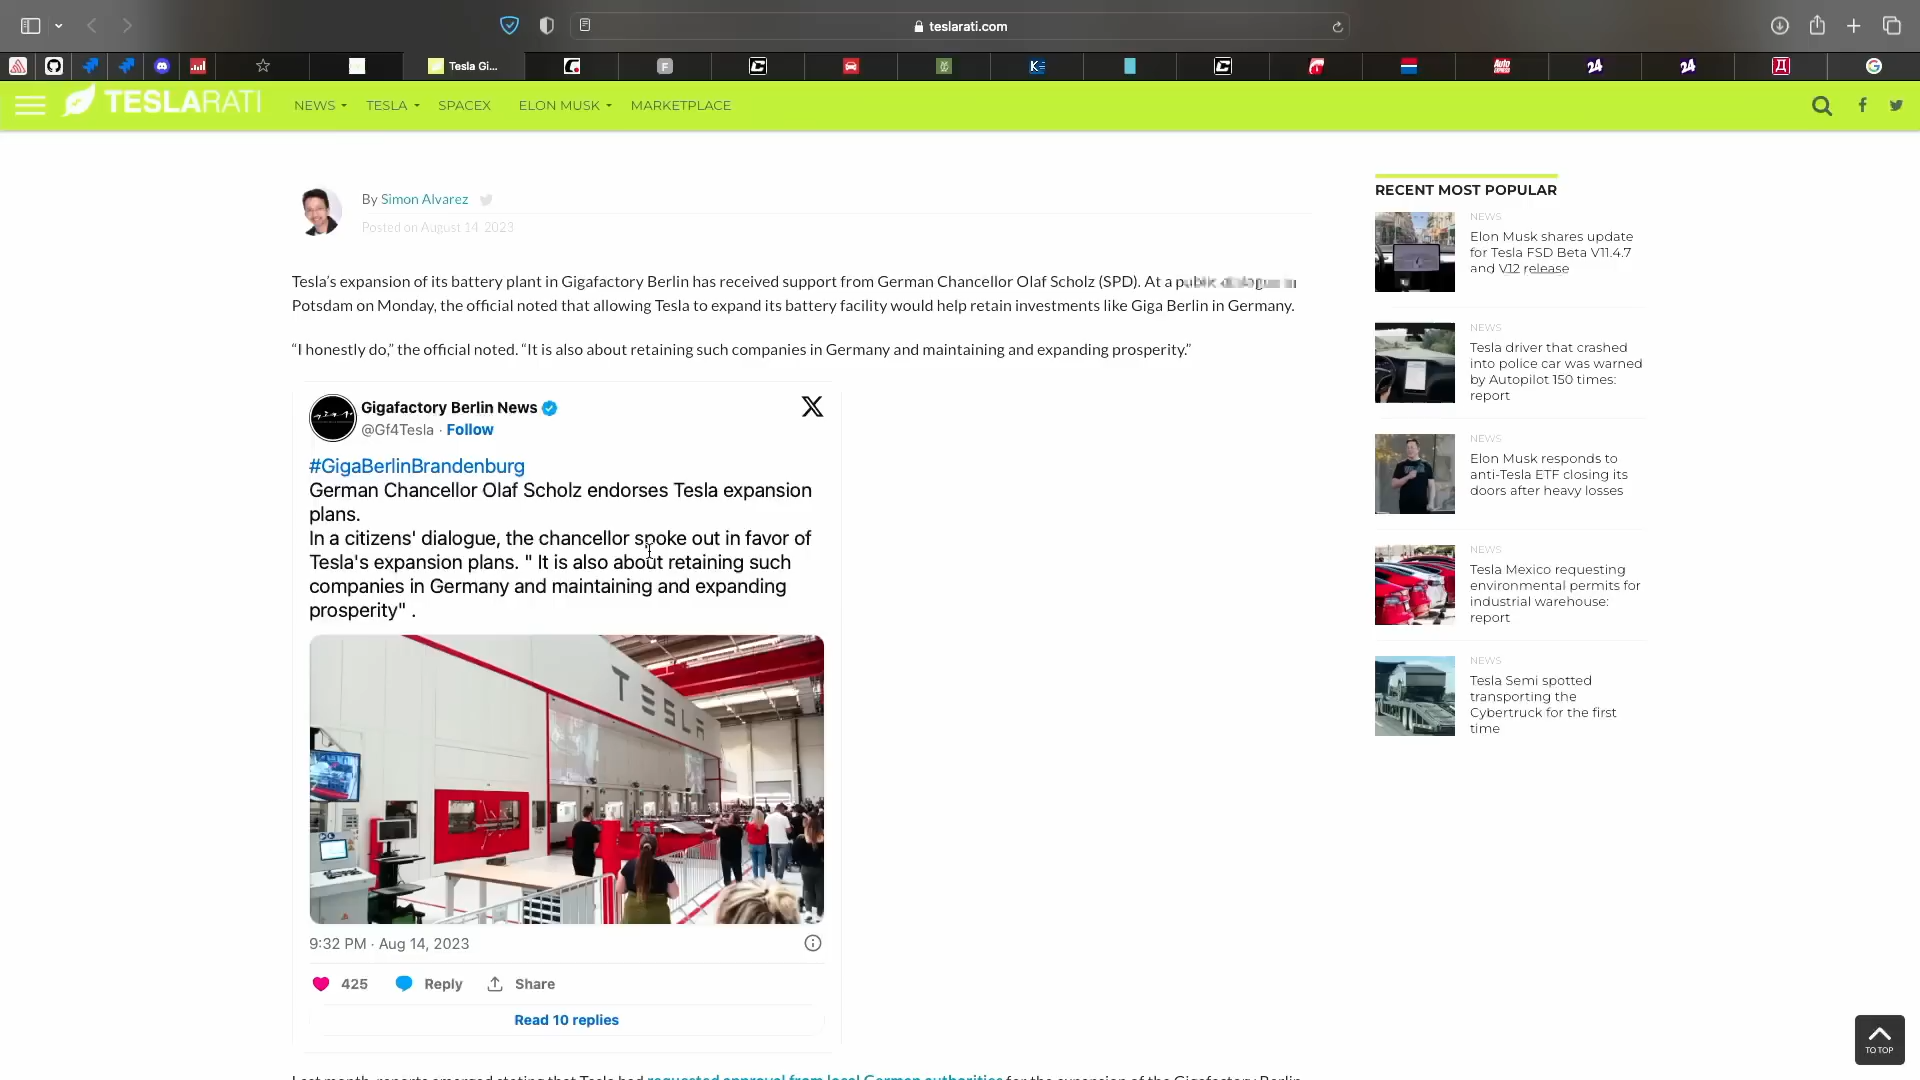 teslarati.com
Tesla Gi...
TESLARATI
NEWS
TESLA
SPACEX
ELON MUSK
MARKETPLACE
By Simon Alvarez
Posted on August 14, 2023
Tesla’s expansion of its battery plant in Gigafactory Berlin has received support from German Chancellor Olaf Scholz (SPD). At a public dialogue in
Potsdam on Monday, the official noted that allowing Tesla to expand its battery facility would help retain investments like Giga Berlin in Germany.
“I honestly do,” the official noted. “It is also about retaining such companies in Germany and maintaining and expanding prosperity.”
Gigafactory Berlin News
@Gf4Tesla · Follow
#GigaBerlinBrandenburg
German Chancellor Olaf Scholz endorses Tesla expansion
plans.
In a citizens' dialogue, the chancellor spoke out in favor of
Tesla's expansion plans. " It is also about retaining such
companies in Germany and maintaining and expanding
prosperity" .
TESLA
9:32 PM · Aug 14, 2023
425
Reply
Share
Read 10 replies
RECENT MOST POPULAR
NEWS
Elon Musk shares update
for Tesla FSD Beta V11.4.7
and V12 release
NEWS
Tesla driver that crashed
into police car was warned
by Autopilot 150 times:
report
NEWS
Elon Musk responds to
anti-Tesla ETF closing its
doors after heavy losses
NEWS
Tesla Mexico requesting
environmental permits for
industrial warehouse:
report
NEWS
Tesla Semi spotted
transporting the
Cybertruck for the first
time
TO TOP
Last month, reports emerged stating that Tesla had requested approval from local German authorities for the expansion of the Gigafactory Berlin